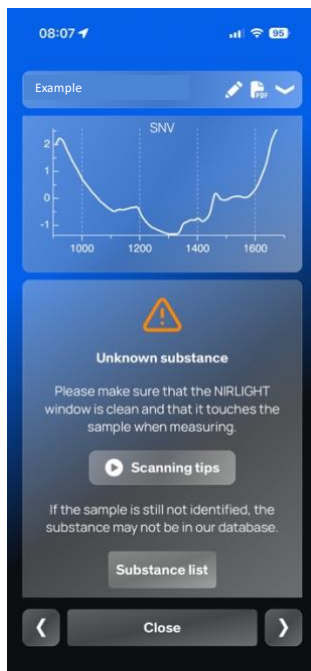 08:07
95
Example
PDF
SNV
2
1
0
-1
1000 1200 1400 1600
Unknown substance
Please make sure that the NIRLIGHT
window is clean and that it touches the
sample when measuring.
Scanning tips
If the sample is still not identified, the
substance may not be in our database.
Substance list
Close